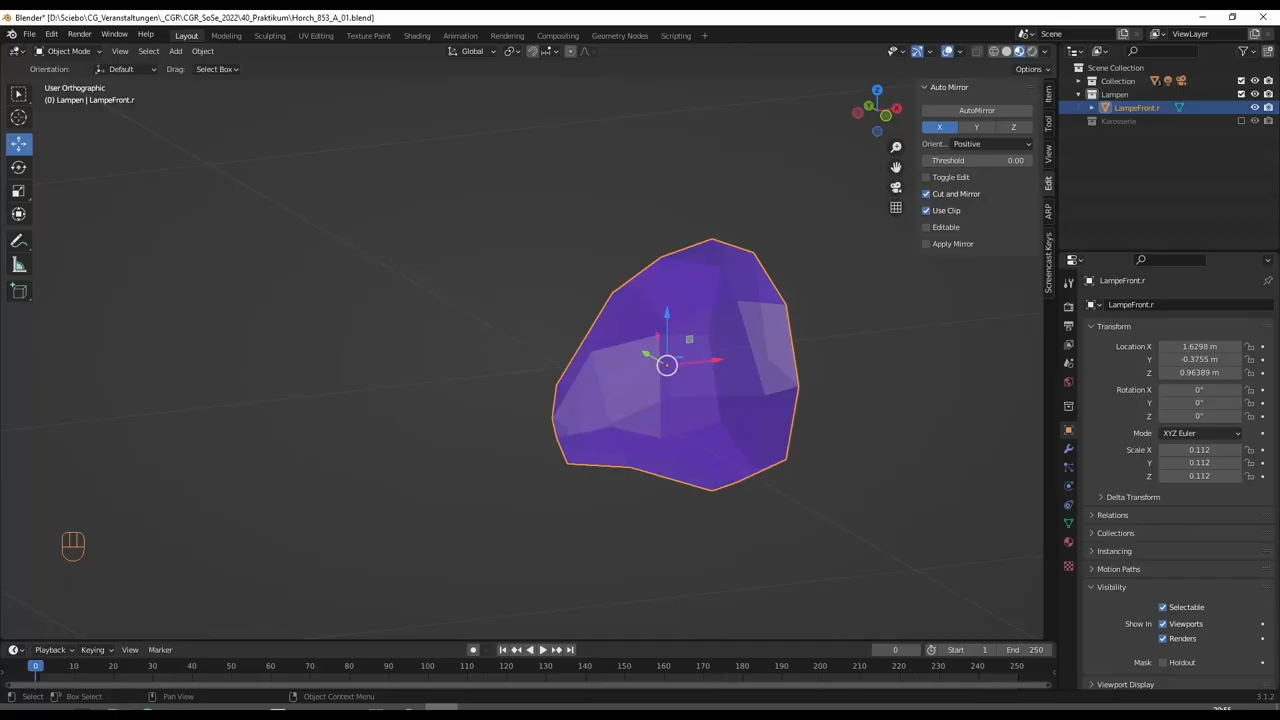 Blender* [D:\Sciebo\CG_Veranstaltungen\_CGR\CGR_SoSe_2022\40_Praktikum\Horch_853_A_01.blend]
File Edit Render Window Help Layout Modeling Sculpting UV Editing Texture Paint Shading Animation Rendering Compositing Geometry Nodes Scripting + Scene ViewLayer
Object Mode View Select Add Object Global
Orientation: Default Drag: Select Box Options
User Orthographic
(0) Lampen | LampeFront.r
Z
Y
X
Auto Mirror
AutoMirror
X Y Z
Orient... Positive
Threshold 0.00
Toggle Edit
Cut and Mirror
Use Clip
Editable
Apply Mirror
Item
Tool
View
Edit
ARP
Screencast Keys
Scene Collection
Collection
Lampen
LampeFront.r
Karosserie
LampeFront.r
LampeFront.r
Transform
Location X 1.6298 m
Y -0.3755 m
Z 0.96389 m
Rotation X 0°
Y 0°
Z 0°
Mode XYZ Euler
Scale X 0.112
Y 0.112
Z 0.112
Delta Transform
Relations
Collections
Instancing
Motion Paths
Visibility
Selectable
Show In Viewports
Renders
Mask Holdout
Viewport Display
Playback Keying View Marker 0 Start 1 End 250
0 10 20 30 40 50 60 70 80 90 100 110 120 130 140 150 160 170 180 190 200 210 220 230 240 250
Select Box Select Pan View Object Context Menu 3.1.2